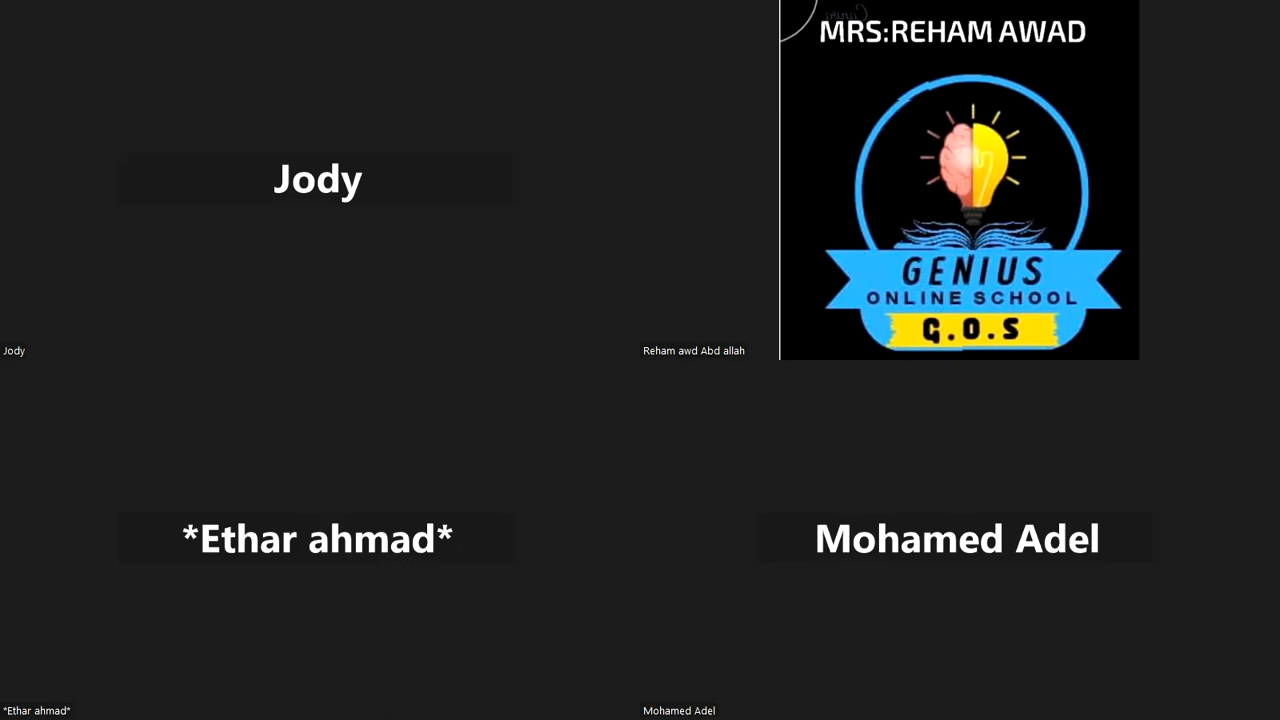 Jody
Jody
Canva
MRS:REHAM AWAD
GENIUS
ONLINE SCHOOL
G.O.S
Reham awd Abd allah
*Ethar ahmad*
*Ethar ahmad*
Mohamed Adel
Mohamed Adel